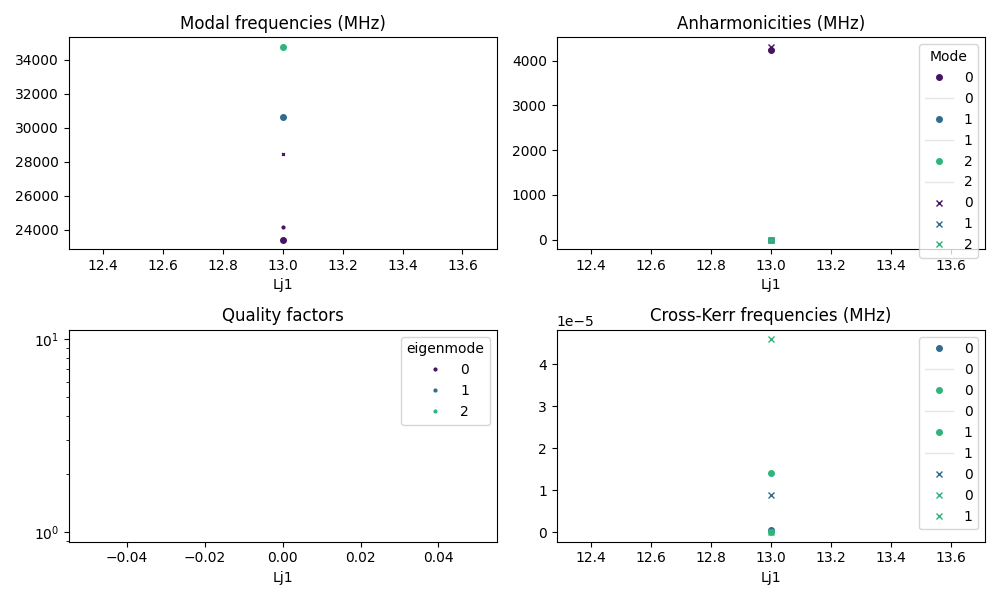 Modal frequencies (MHz)
34000
32000
30000
28000
26000
24000
12.4 12.6 12.8 13.0 13.2 13.4 13.6
Lj1
Anharmonicities (MHz)
4000
3000
2000
1000
0
Mode
0
0
1
1
2
2
0
1
2
12.4 12.6 12.8 13.0 13.2 13.4 13.6
Lj1
Quality factors
10¹
10⁰
eigenmode
0
1
2
−0.04 −0.02 0.00 0.02 0.04
Lj1
1e−5
Cross-Kerr frequencies (MHz)
4
3
2
1
0
0
0
0
0
1
1
0
0
1
12.4 12.6 12.8 13.0 13.2 13.4 13.6
Lj1